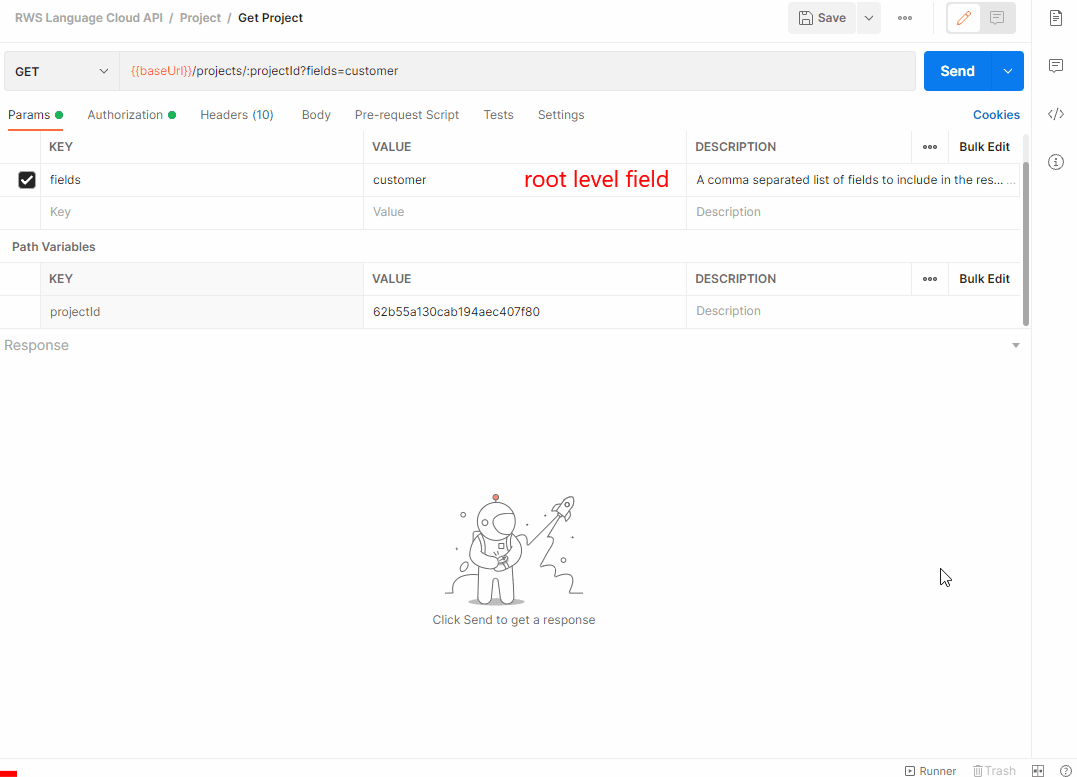 RWS Language Cloud API / Project / Get Project
Save
GET
{{baseUrl}}/projects/:projectId?fields=customer
Send
Params Authorization Headers (10) Body Pre-request Script Tests Settings Cookies
KEY VALUE DESCRIPTION Bulk Edit
fields customer root level field A comma separated list of fields to include in the res... ...
Key Value Description
Path Variables
KEY VALUE DESCRIPTION Bulk Edit
projectId 62b55a130cab194aec407f80 Description
Response
Click Send to get a response
Runner Trash